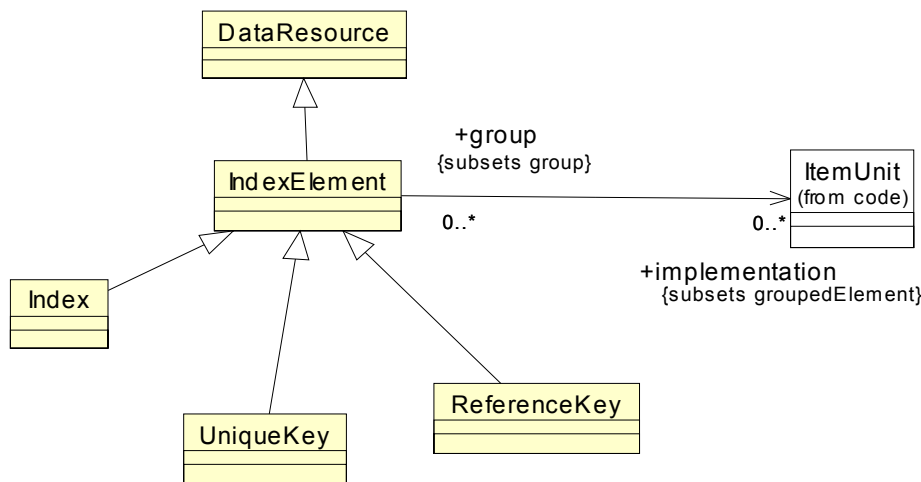 DataResource
+group
{subsets group}
IndexElement
ItemUnit
(from code)
0..*
0..*
+implementation
{subsets groupedElement}
Index
ReferenceKey
UniqueKey